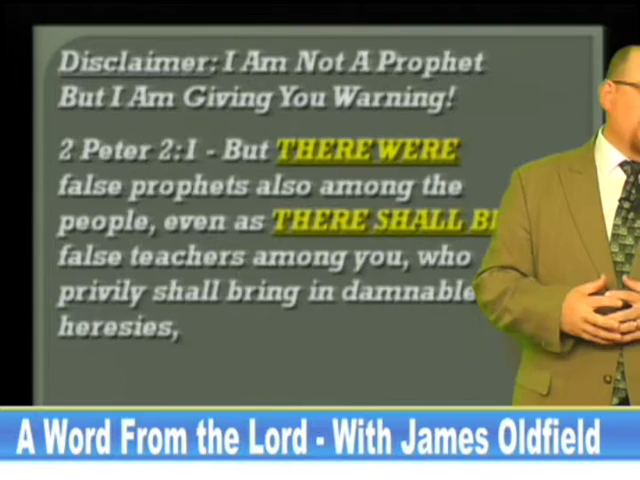 Disclaimer: I Am Not A Prophet
But I Am Giving You Warning!
2 Peter 2:1 - But THERE WERE
false prophets also among the
people, even as THERE SHALL BE
false teachers among you, who
privily shall bring in damnable
heresies,
A Word From the Lord - With James Oldfield